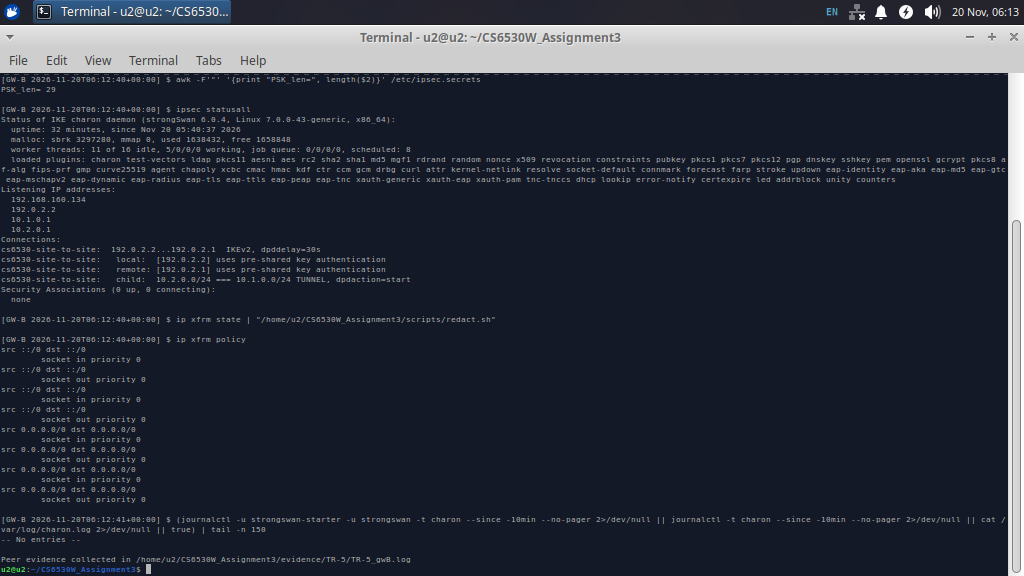 Terminal - u2@u2: ~/CS6530...
EN
20 Nov, 06:13
Terminal - u2@u2: ~/CS6530W_Assignment3
File Edit View Terminal Tabs Help
[GW-B 2026-11-20T06:12:40+00:00] $ awk -F'"' '{print "PSK_len=", length($2)}' /etc/ipsec.secrets
PSK_len= 29
[GW-B 2026-11-20T06:12:40+00:00] $ ipsec statusall
Status of IKE charon daemon (strongSwan 6.0.4, Linux 7.0.0-43-generic, x86_64):
uptime: 32 minutes, since Nov 20 05:40:37 2026
malloc: sbrk 3297280, mmap 0, used 1638432, free 1658848
worker threads: 11 of 16 idle, 5/0/0/0 working, job queue: 0/0/0/0, scheduled: 8
loaded plugins: charon test-vectors ldap pkcs11 aesni aes rc2 sha2 sha1 md5 mgf1 rdrand random nonce x509 revocation constraints pubkey pkcs1 pkcs7 pkcs12 pgp dnskey sshkey pem openssl gcrypt pkcs8 a
f-alg fips-prf gmp curve25519 agent chapoly xcbc cmac hmac kdf ctr ccm gcm drbg curl attr kernel-netlink resolve socket-default connmark forecast farp stroke updown eap-identity eap-aka eap-md5 eap-gtc
eap-mschapv2 eap-dynamic eap-radius eap-tls eap-ttls eap-peap eap-tnc xauth-generic xauth-eap xauth-pam tnc-tnccs dhcp lookip error-notify certexpire led addrblock unity counters
Listening IP addresses:
192.168.160.134
192.0.2.2
10.1.0.1
10.2.0.1
Connections:
cs6530-site-to-site:  192.0.2.2...192.0.2.1  IKEv2, dpddelay=30s
cs6530-site-to-site:   local:  [192.0.2.2] uses pre-shared key authentication
cs6530-site-to-site:   remote: [192.0.2.1] uses pre-shared key authentication
cs6530-site-to-site:   child:  10.2.0.0/24 === 10.1.0.0/24 TUNNEL, dpdaction=start
Security Associations (0 up, 0 connecting):
none
[GW-B 2026-11-20T06:12:40+00:00] $ ip xfrm state | "/home/u2/CS6530W_Assignment3/scripts/redact.sh"
[GW-B 2026-11-20T06:12:40+00:00] $ ip xfrm policy
src ::/0 dst ::/0
socket in priority 0
src ::/0 dst ::/0
socket out priority 0
src ::/0 dst ::/0
socket in priority 0
src ::/0 dst ::/0
socket out priority 0
src 0.0.0.0/0 dst 0.0.0.0/0
socket in priority 0
src 0.0.0.0/0 dst 0.0.0.0/0
socket out priority 0
src 0.0.0.0/0 dst 0.0.0.0/0
socket in priority 0
src 0.0.0.0/0 dst 0.0.0.0/0
socket out priority 0
[GW-B 2026-11-20T06:12:41+00:00] $ (journalctl -u strongswan-starter -u strongswan -t charon --since -10min --no-pager 2>/dev/null || journalctl -t charon --since -10min --no-pager 2>/dev/null || cat /
var/log/charon.log 2>/dev/null || true) | tail -n 150
-- No entries --
Peer evidence collected in /home/u2/CS6530W_Assignment3/evidence/TR-5/TR-5_gwB.log
u2@u2:~/CS6530W_Assignment3$